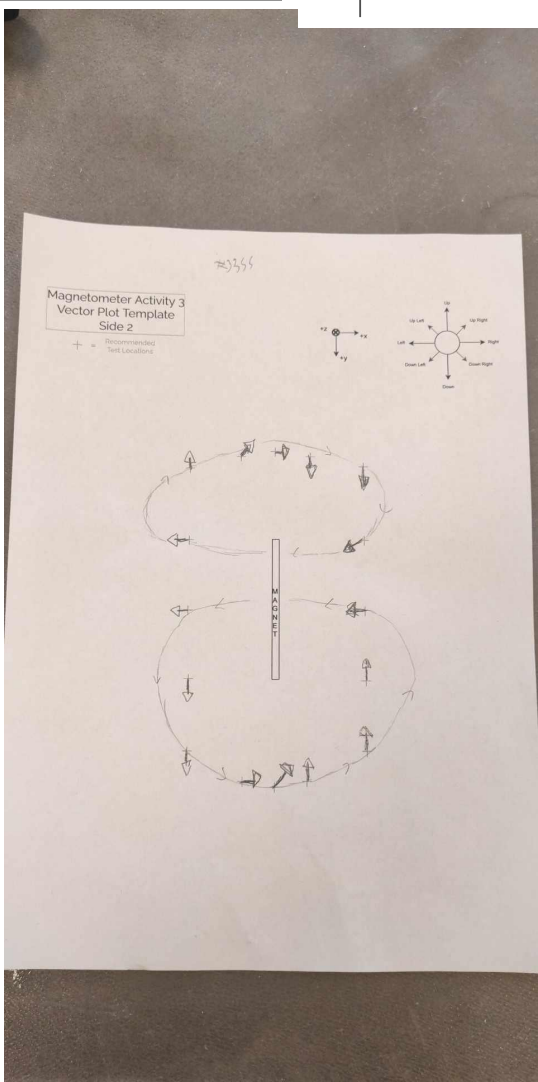 Magnetometer Activity 3
Vector Plot Template
Side 2
+ = Recommended
Test Locations
+z
+x
+y
Up
Up Left
Up Right
Left
Right
Down Left
Down Right
Down
M
A
G
N
E
T